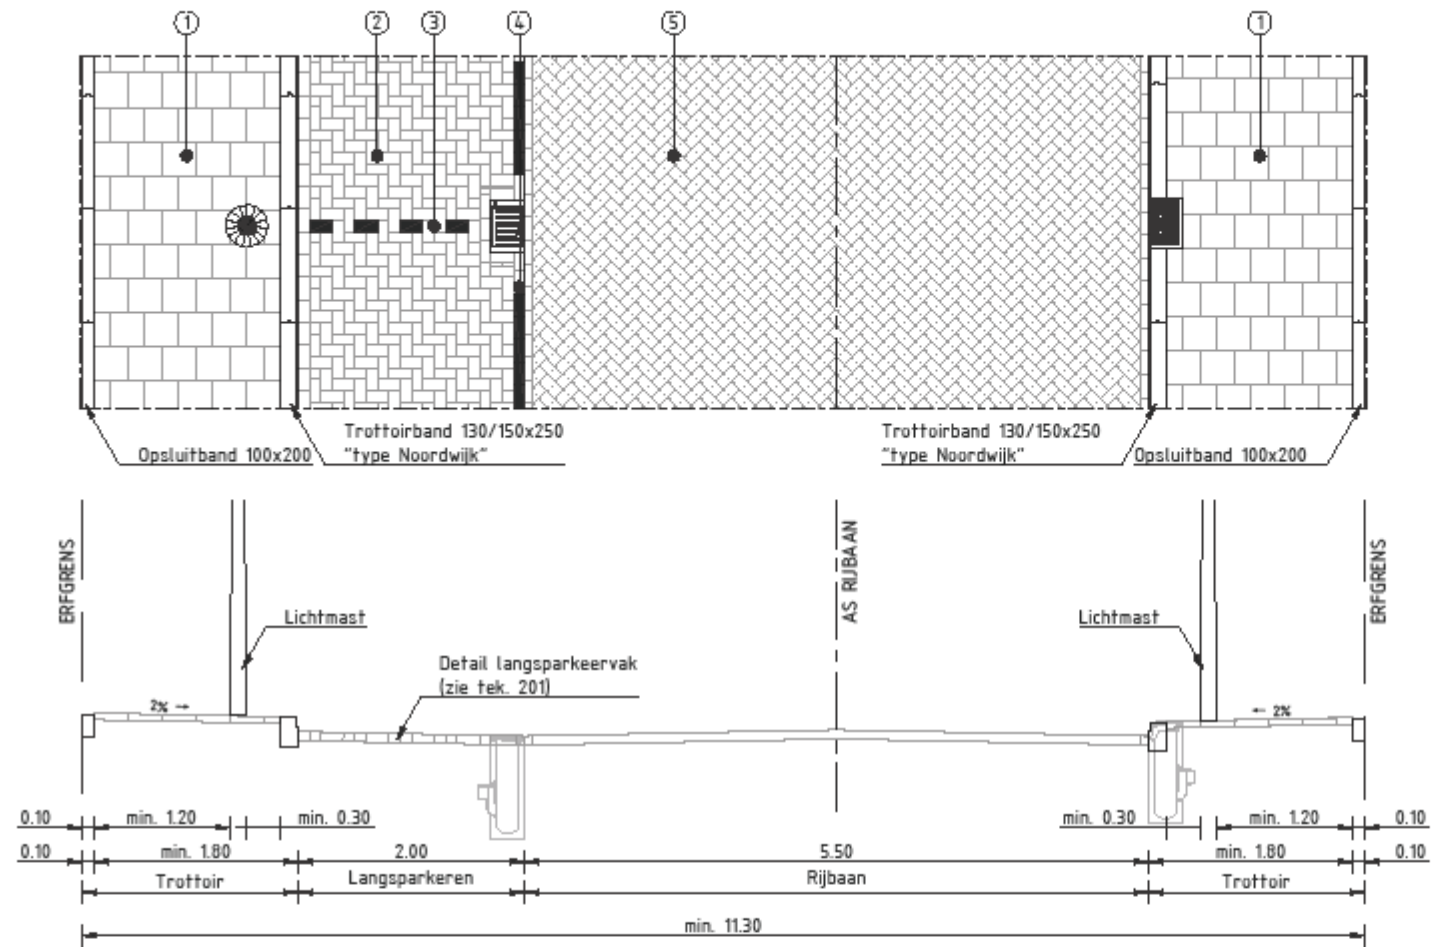 1 2 3 4 5 1
Trottoirband 130/150x250
"type Noordwijk"
Opsluitband 100x200
Trottoirband 130/150x250
"type Noordwijk"
Opsluitband 100x200
ERFGRENS
AS RIJBAAN
ERFGRENS
Lichtmast
Lichtmast
Detail langsparkeervak
(zie tek. 201)
2% →
← 2%
0.10 min. 1.20 min. 0.30 min. 0.30 min. 1.20 0.10
0.10 min. 1.80 2.00 5.50 min. 1.80 0.10
Trottoir Langsparkeren Rijbaan Trottoir
min. 11.30